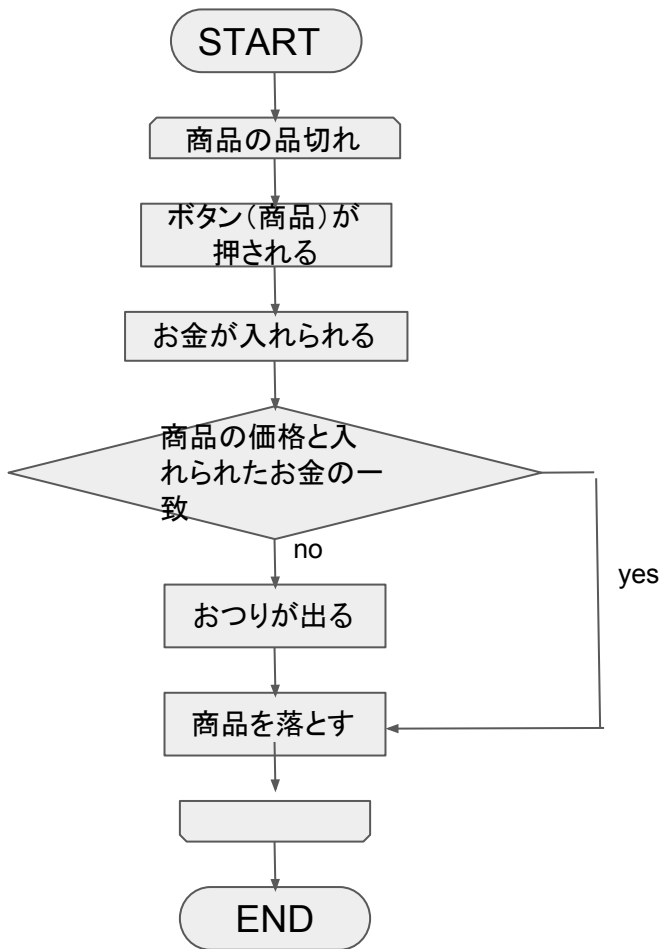 START
商品の品切れ
ボタン（商品）が
押される
お金が入れられる
商品の価格と入
れられたお金の一
致
no
yes
おつりが出る
商品を落とす
END